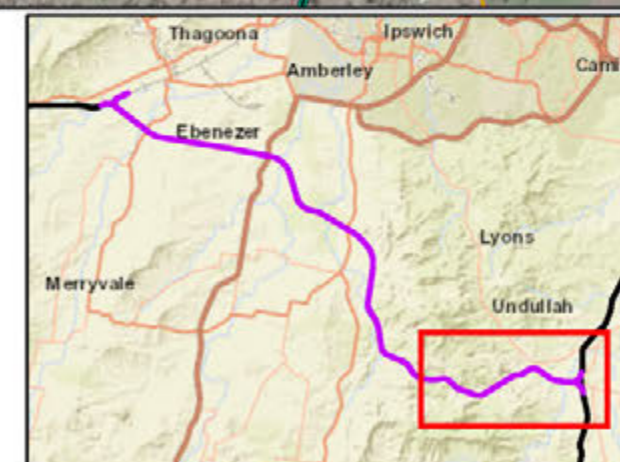 Thagoona
Ipswich
Amberley
Cami
Ebenezer
Lyons
Merryvale
Undullah